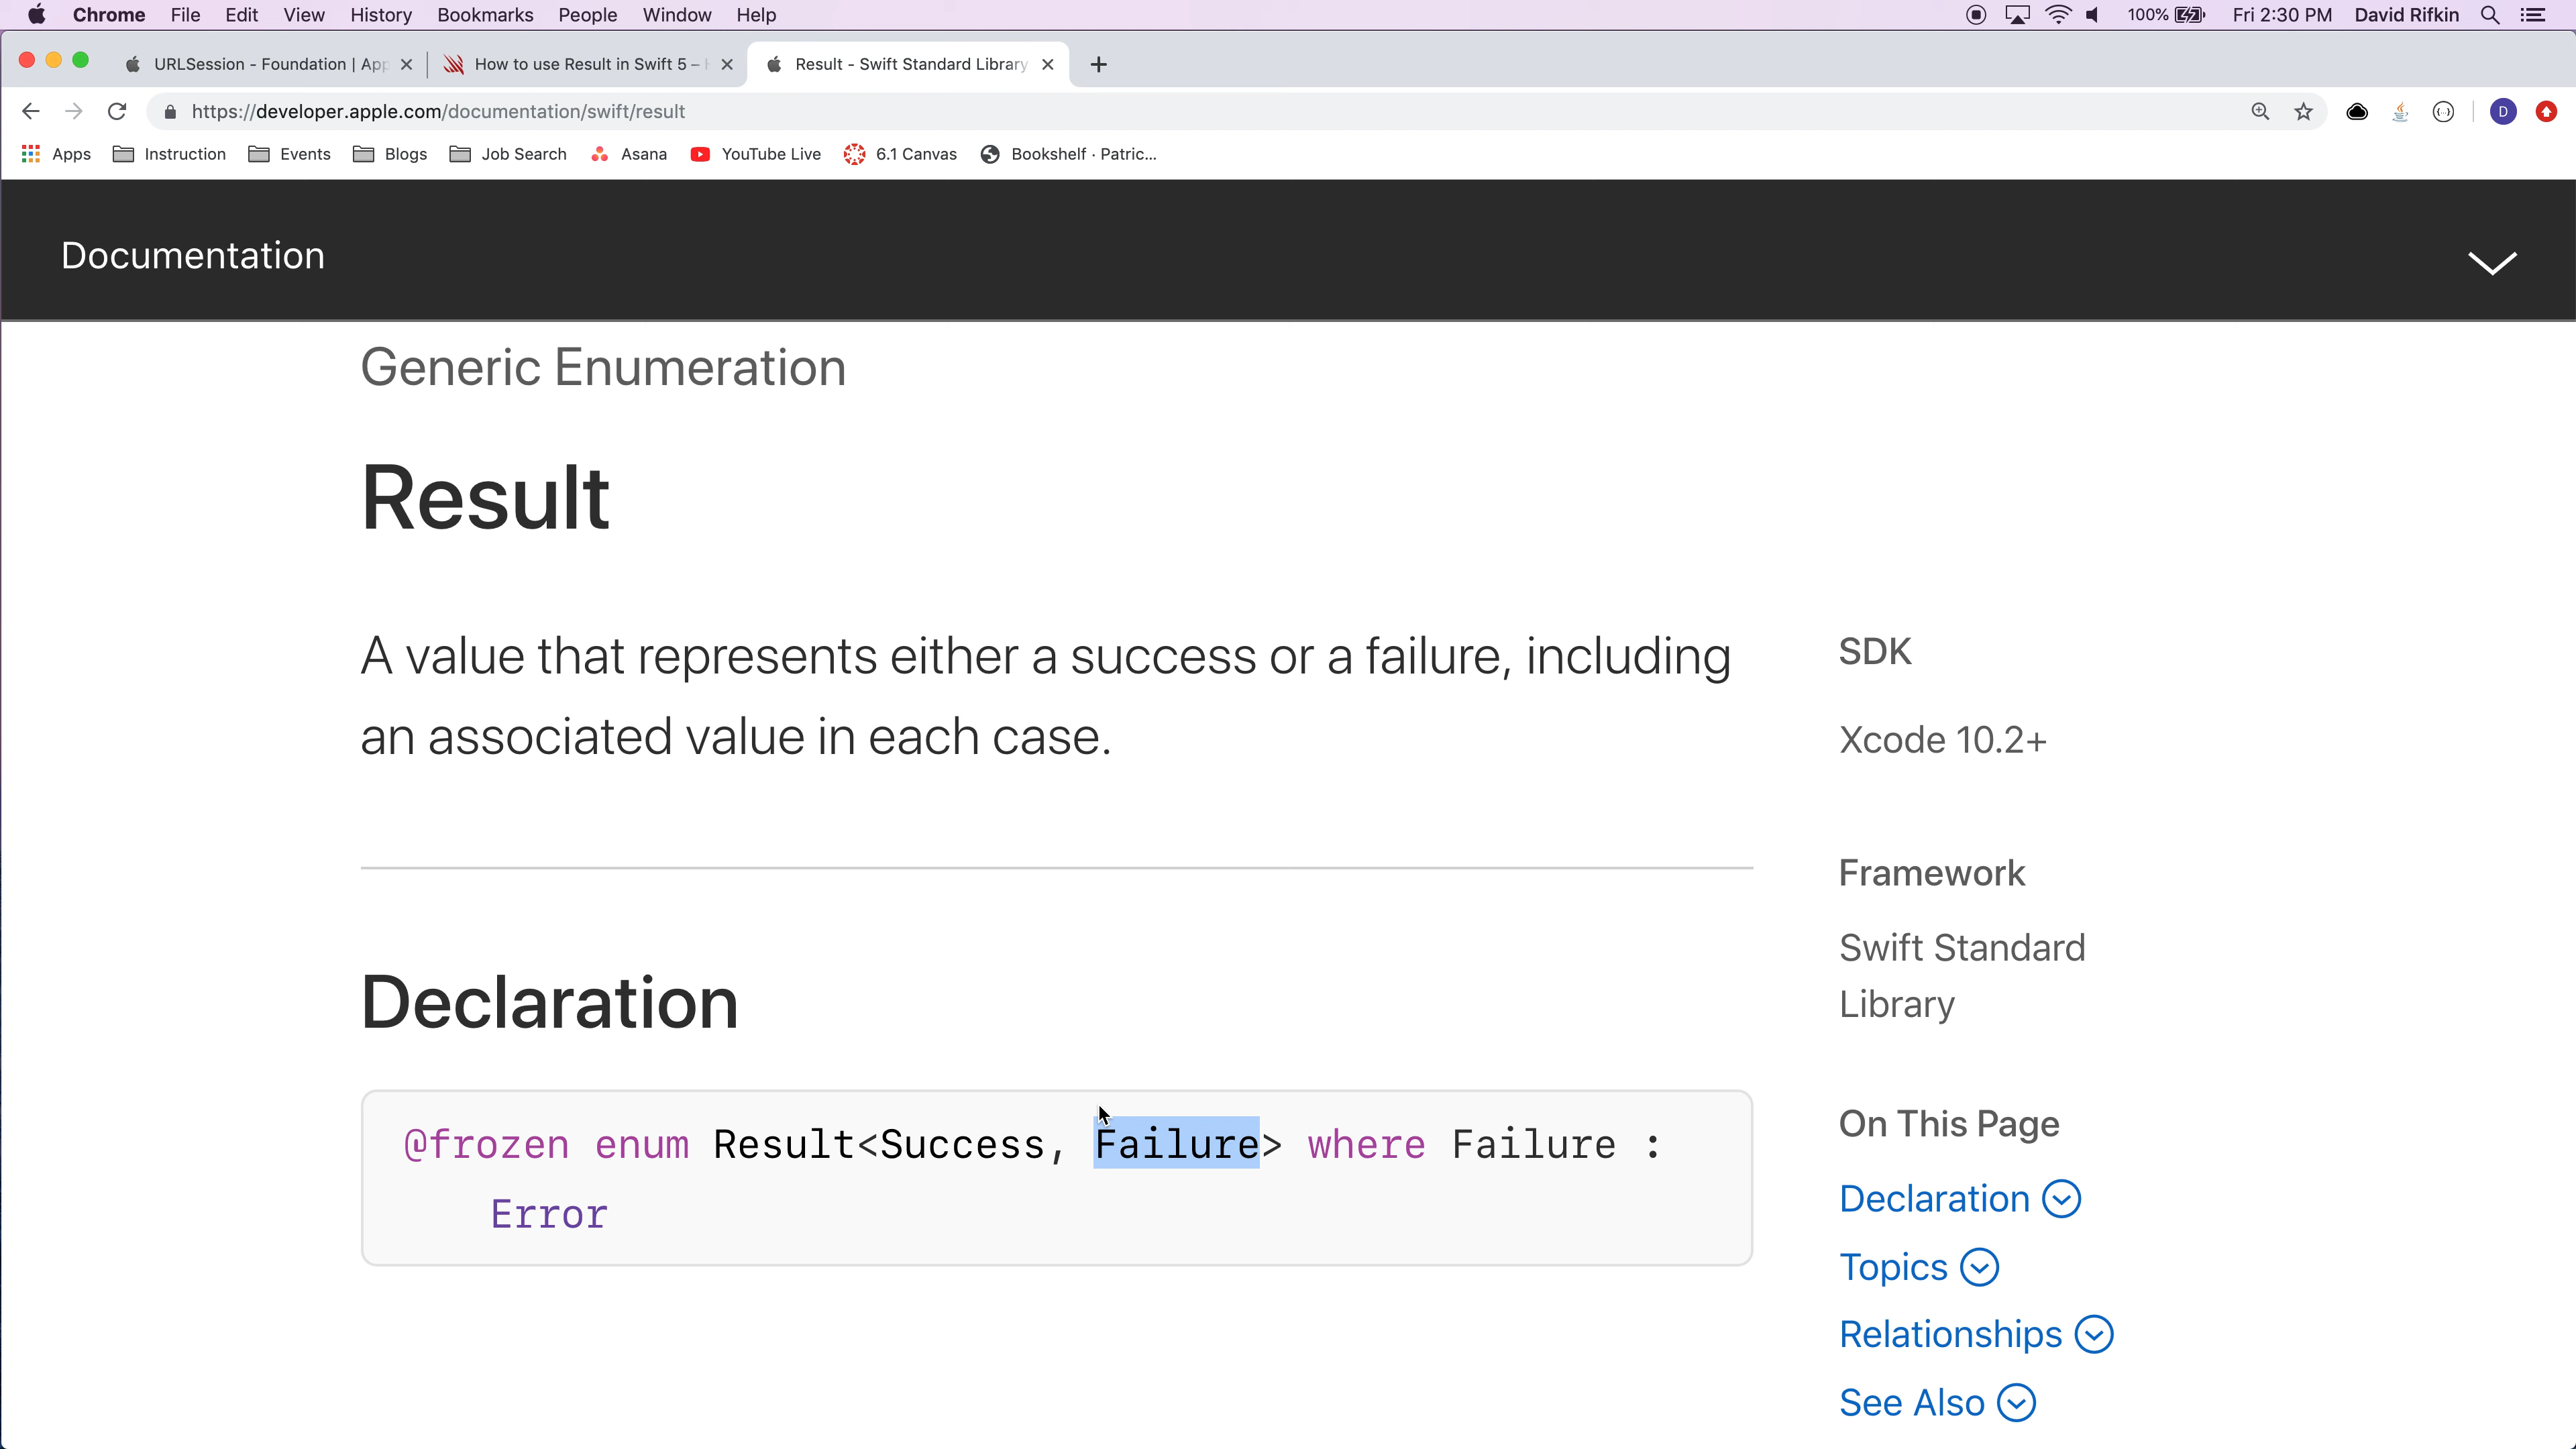 Chrome File Edit View History Bookmarks People Window Help 100% Fri 2:30 PM David Rifkin
URLSession - Foundation | App How to use Result in Swift 5 – Result - Swift Standard Library
https://developer.apple.com/documentation/swift/result D
Apps Instruction Events Blogs Job Search Asana YouTube Live 6.1 Canvas Bookshelf · Patric...
Documentation
Generic Enumeration
Result
A value that represents either a success or a failure, including
an associated value in each case.
SDK
Xcode 10.2+
Framework
Swift Standard
Library
Declaration
@frozen enum Result<Success, Failure> where Failure :
Error
On This Page
Declaration
Topics
Relationships
See Also